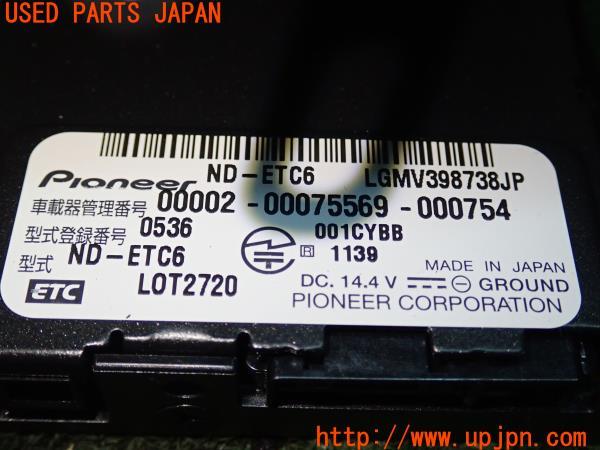 USED PARTS JAPAN
Pioneer ND-ETC6 LGMV398738JP
車載器管理番号 00002-00075569-000754
型式登録番号 0536 001CYBB
型式 ND-ETC6 R 1139
ETC LOT2720 MADE IN JAPAN
DC. 14.4 V GROUND
PIONEER CORPORATION
http://www.upjpn.com